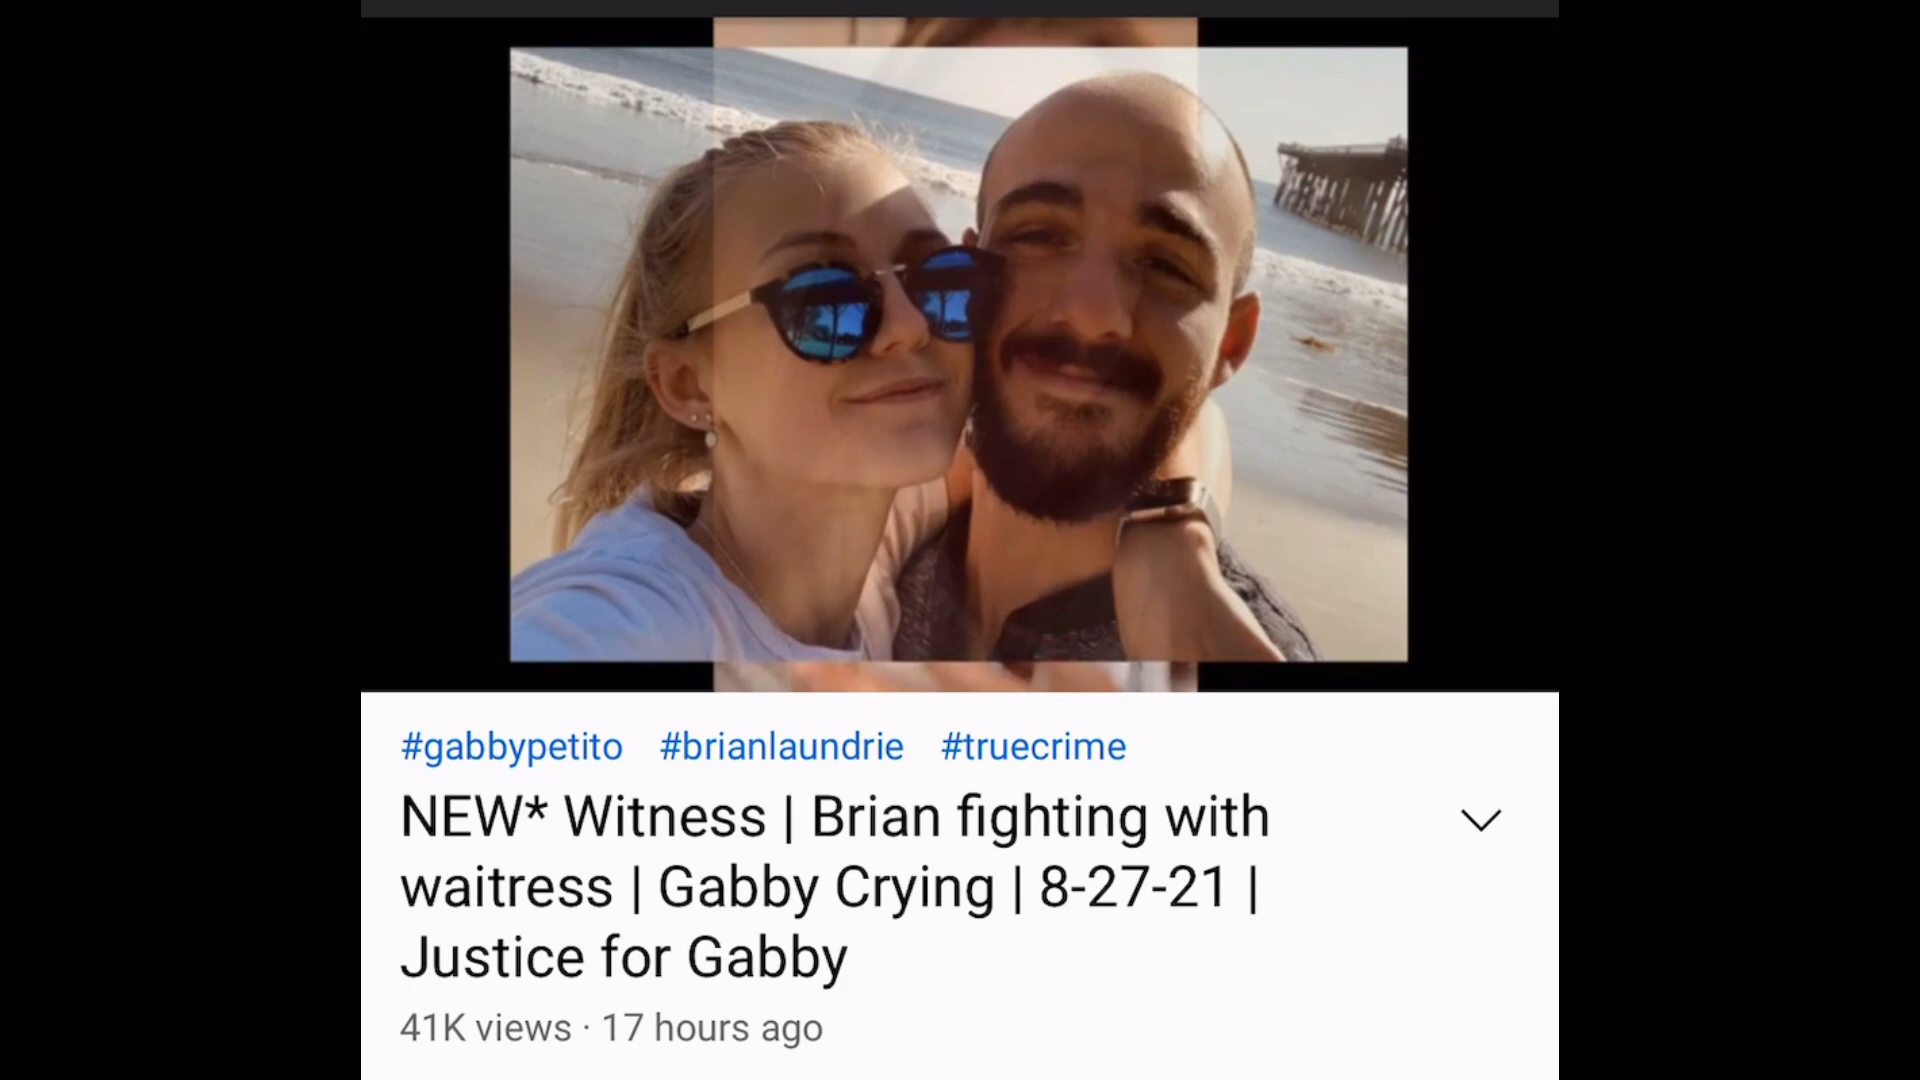 #gabbypetito #brianlaundrie #truecrime
NEW* Witness | Brian fighting with
waitress | Gabby Crying | 8-27-21 |
Justice for Gabby
41K views · 17 hours ago